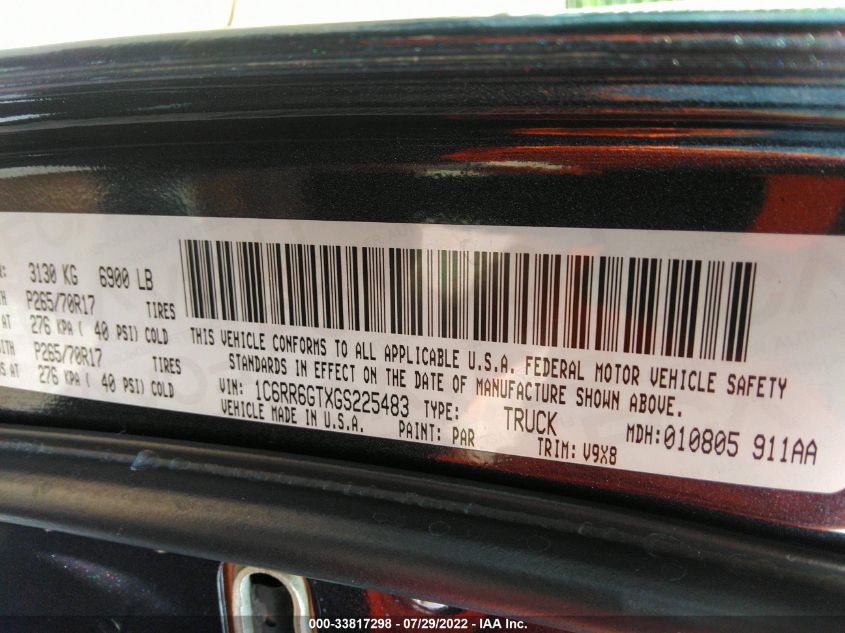 3130 KG 6900 LB
P265/70R17 TIRES
AT 276 KPA ( 40 PSI) COLD
P265/70R17 TIRES
AT 276 KPA ( 40 PSI) COLD
THIS VEHICLE CONFORMS TO ALL APPLICABLE U.S.A. FEDERAL MOTOR VEHICLE SAFETY
STANDARDS IN EFFECT ON THE DATE OF MANUFACTURE SHOWN ABOVE.
VIN: 1C6RR6GTXGS225483 TYPE: TRUCK MDH:010805 911AA
VEHICLE MADE IN U.S.A. PAINT: PAR TRIM: V9X8
000-33817298 - 07/29/2022 - IAA Inc.